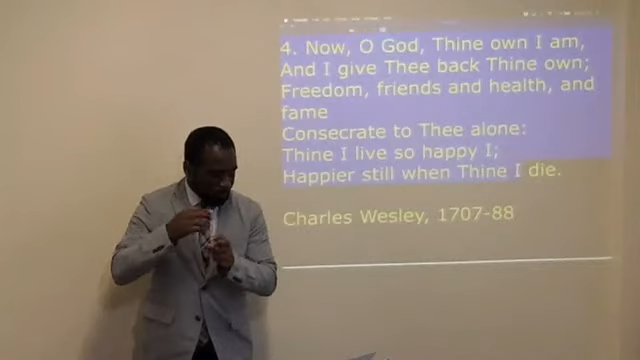 4. Now, O God, Thine own I am,
And I give Thee back Thine own;
Freedom, friends and health, and
fame
Consecrate to Thee alone:
Thine I live so happy I;
Happier still when Thine I die.
Charles Wesley, 1707-88